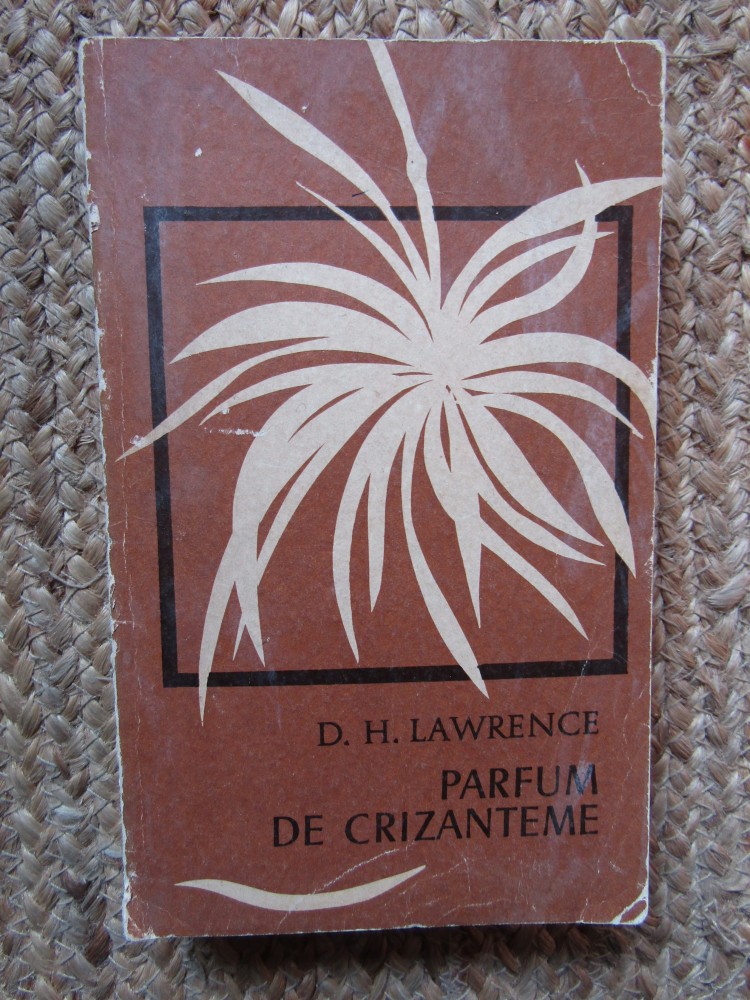 D. H. LAWRENCE
PARFUM
DE CRIZANTEME